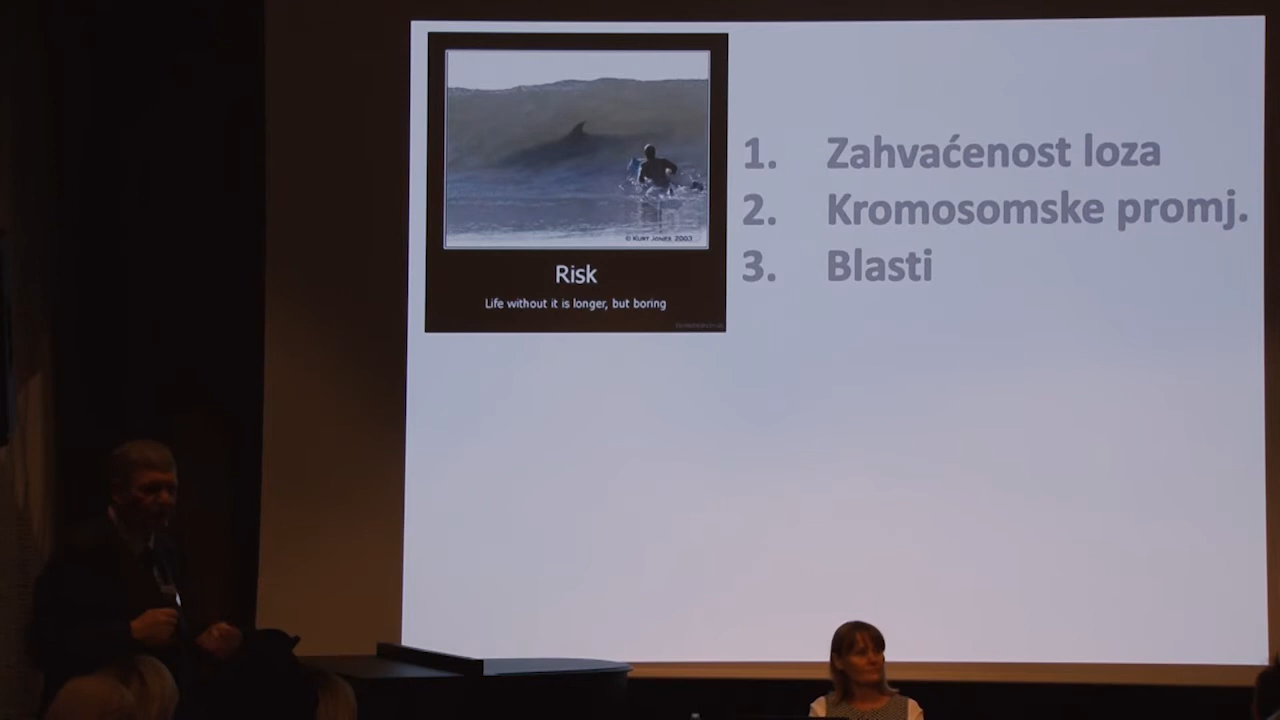 © KURT JONES 2003
Risk
Life without it is longer, but boring
1. Zahvaćenost loza
2. Kromosomske promj.
3. Blasti